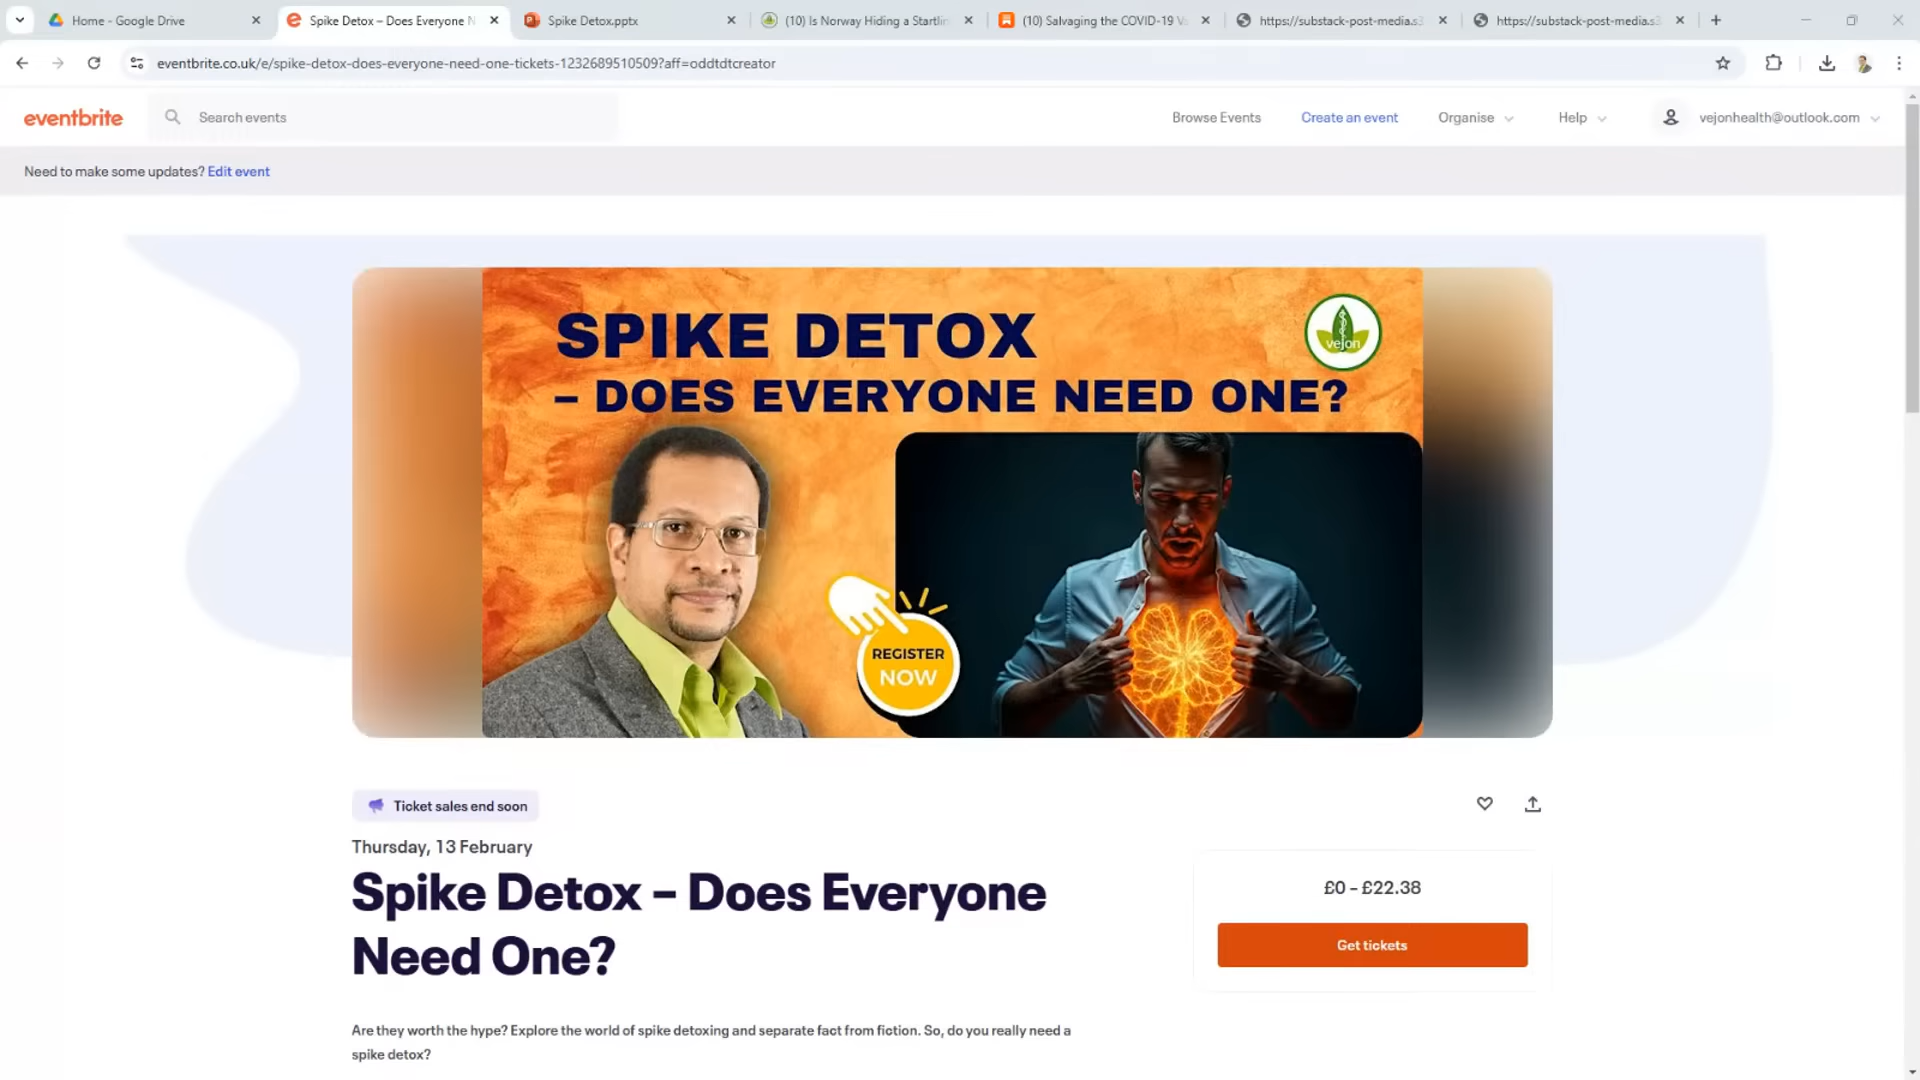 Home - Google Drive
Spike Detox – Does Everyone N
Spike Detox.pptx
(10) Is Norway Hiding a Startlin
(10) Salvaging the COVID-19 V
https://substack-post-media.s3
https://substack-post-media.s3
eventbrite.co.uk/e/spike-detox-does-everyone-need-one-tickets-1232689510509?aff=oddtdtcreator
eventbrite
Search events
Browse Events
Create an event
Organise
Help
vejonhealth@outlook.com
Need to make some updates? Edit event
SPIKE DETOX
– DOES EVERYONE NEED ONE?
vejon
REGISTER
NOW
Ticket sales end soon
Thursday, 13 February
Spike Detox – Does Everyone
Need One?
£0 – £22.38
Get tickets
Are they worth the hype? Explore the world of spike detoxing and separate fact from fiction. So, do you really need a
spike detox?